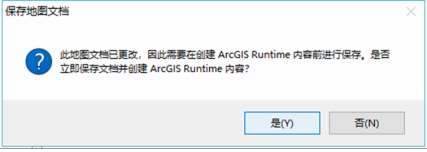 保存地图文档
此地图文档已更改，因此需要在创建 ArcGIS Runtime 内容前进行保存。是否
立即保存文档并创建 ArcGIS Runtime 内容?
是(Y)
否(N)